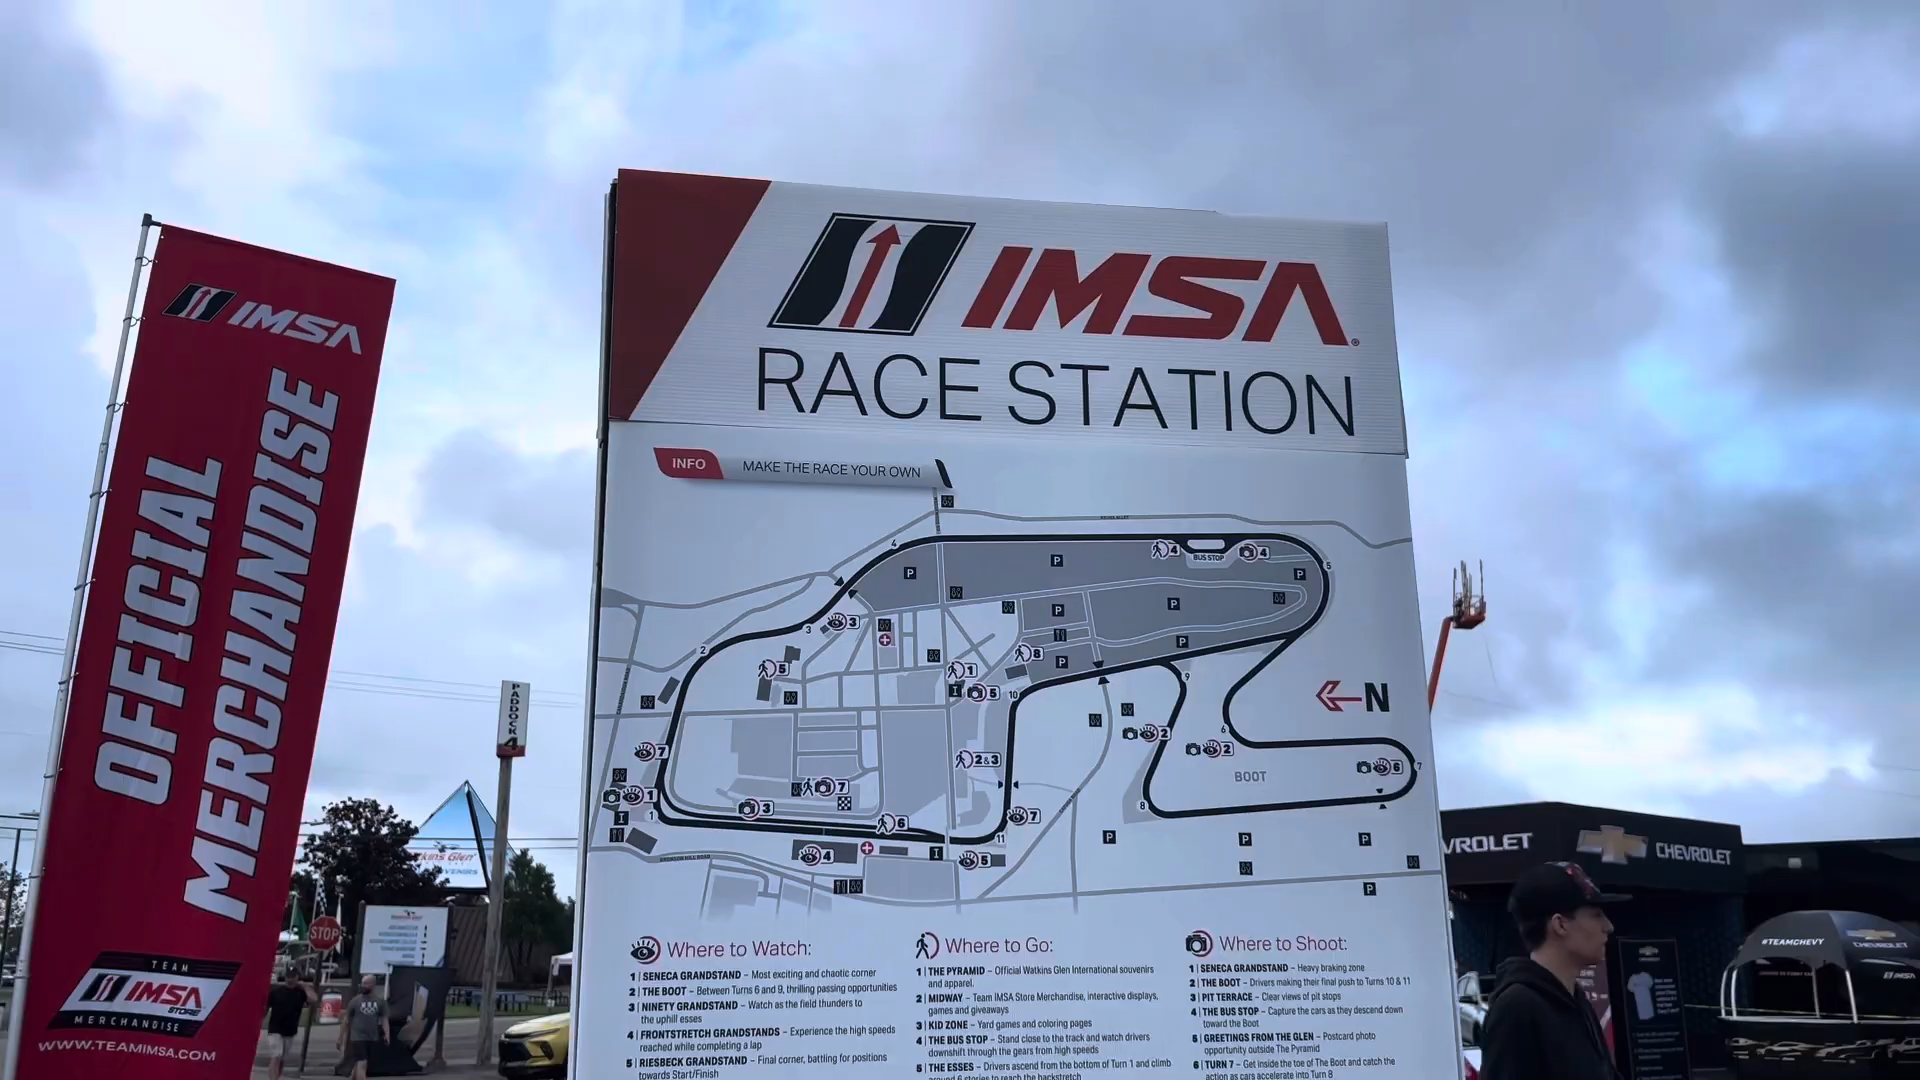 IMSA
OFFICIAL
MERCHANDISE
TEAM
IMSA
STORE
MERCHANDISE
WWW.TEAMIMSA.COM
PADDOCK
4
STOP
IMSA
RACE STATION
INFO
MAKE THE RACE YOUR OWN
BUS STOP
BOOT
N
Where to Watch:
1 | SENECA GRANDSTAND – Most exciting and chaotic corner
2 | THE BOOT – Between Turns 6 and 9, thrilling passing opportunities
3 | NINETY GRANDSTAND – Watch as the field thunders to
the uphill esses
4 | FRONTSTRETCH GRANDSTANDS – Experience the high speeds
reached while completing a lap
5 | RIESBECK GRANDSTAND – Final corner, battling for positions
towards Start/Finish
Where to Go:
1 | THE PYRAMID – Official Watkins Glen International souvenirs
and apparel.
2 | MIDWAY – Team IMSA Store Merchandise, interactive displays,
games and giveaways
3 | KID ZONE – Yard games and coloring pages
4 | THE BUS STOP – Stand close to the track and watch drivers
downshift through the gears from high speeds
5 | THE ESSES – Drivers ascend from the bottom of Turn 1 and climb
around 6 stories to reach the backstretch
Where to Shoot:
1 | SENECA GRANDSTAND – Heavy braking zone
2 | THE BOOT – Drivers making their final push to Turns 10 & 11
3 | PIT TERRACE – Clear views of pit stops
4 | THE BUS STOP – Capture the cars as they descend down
toward the Boot
5 | GREETINGS FROM THE GLEN – Postcard photo
opportunity outside The Pyramid
6 | TURN 7 – Get inside the toe of The Boot and catch the
action as cars accelerate into Turn 8
VROLET
CHEVROLET
#TEAMCHEVY
CHEVROLET
IMSA